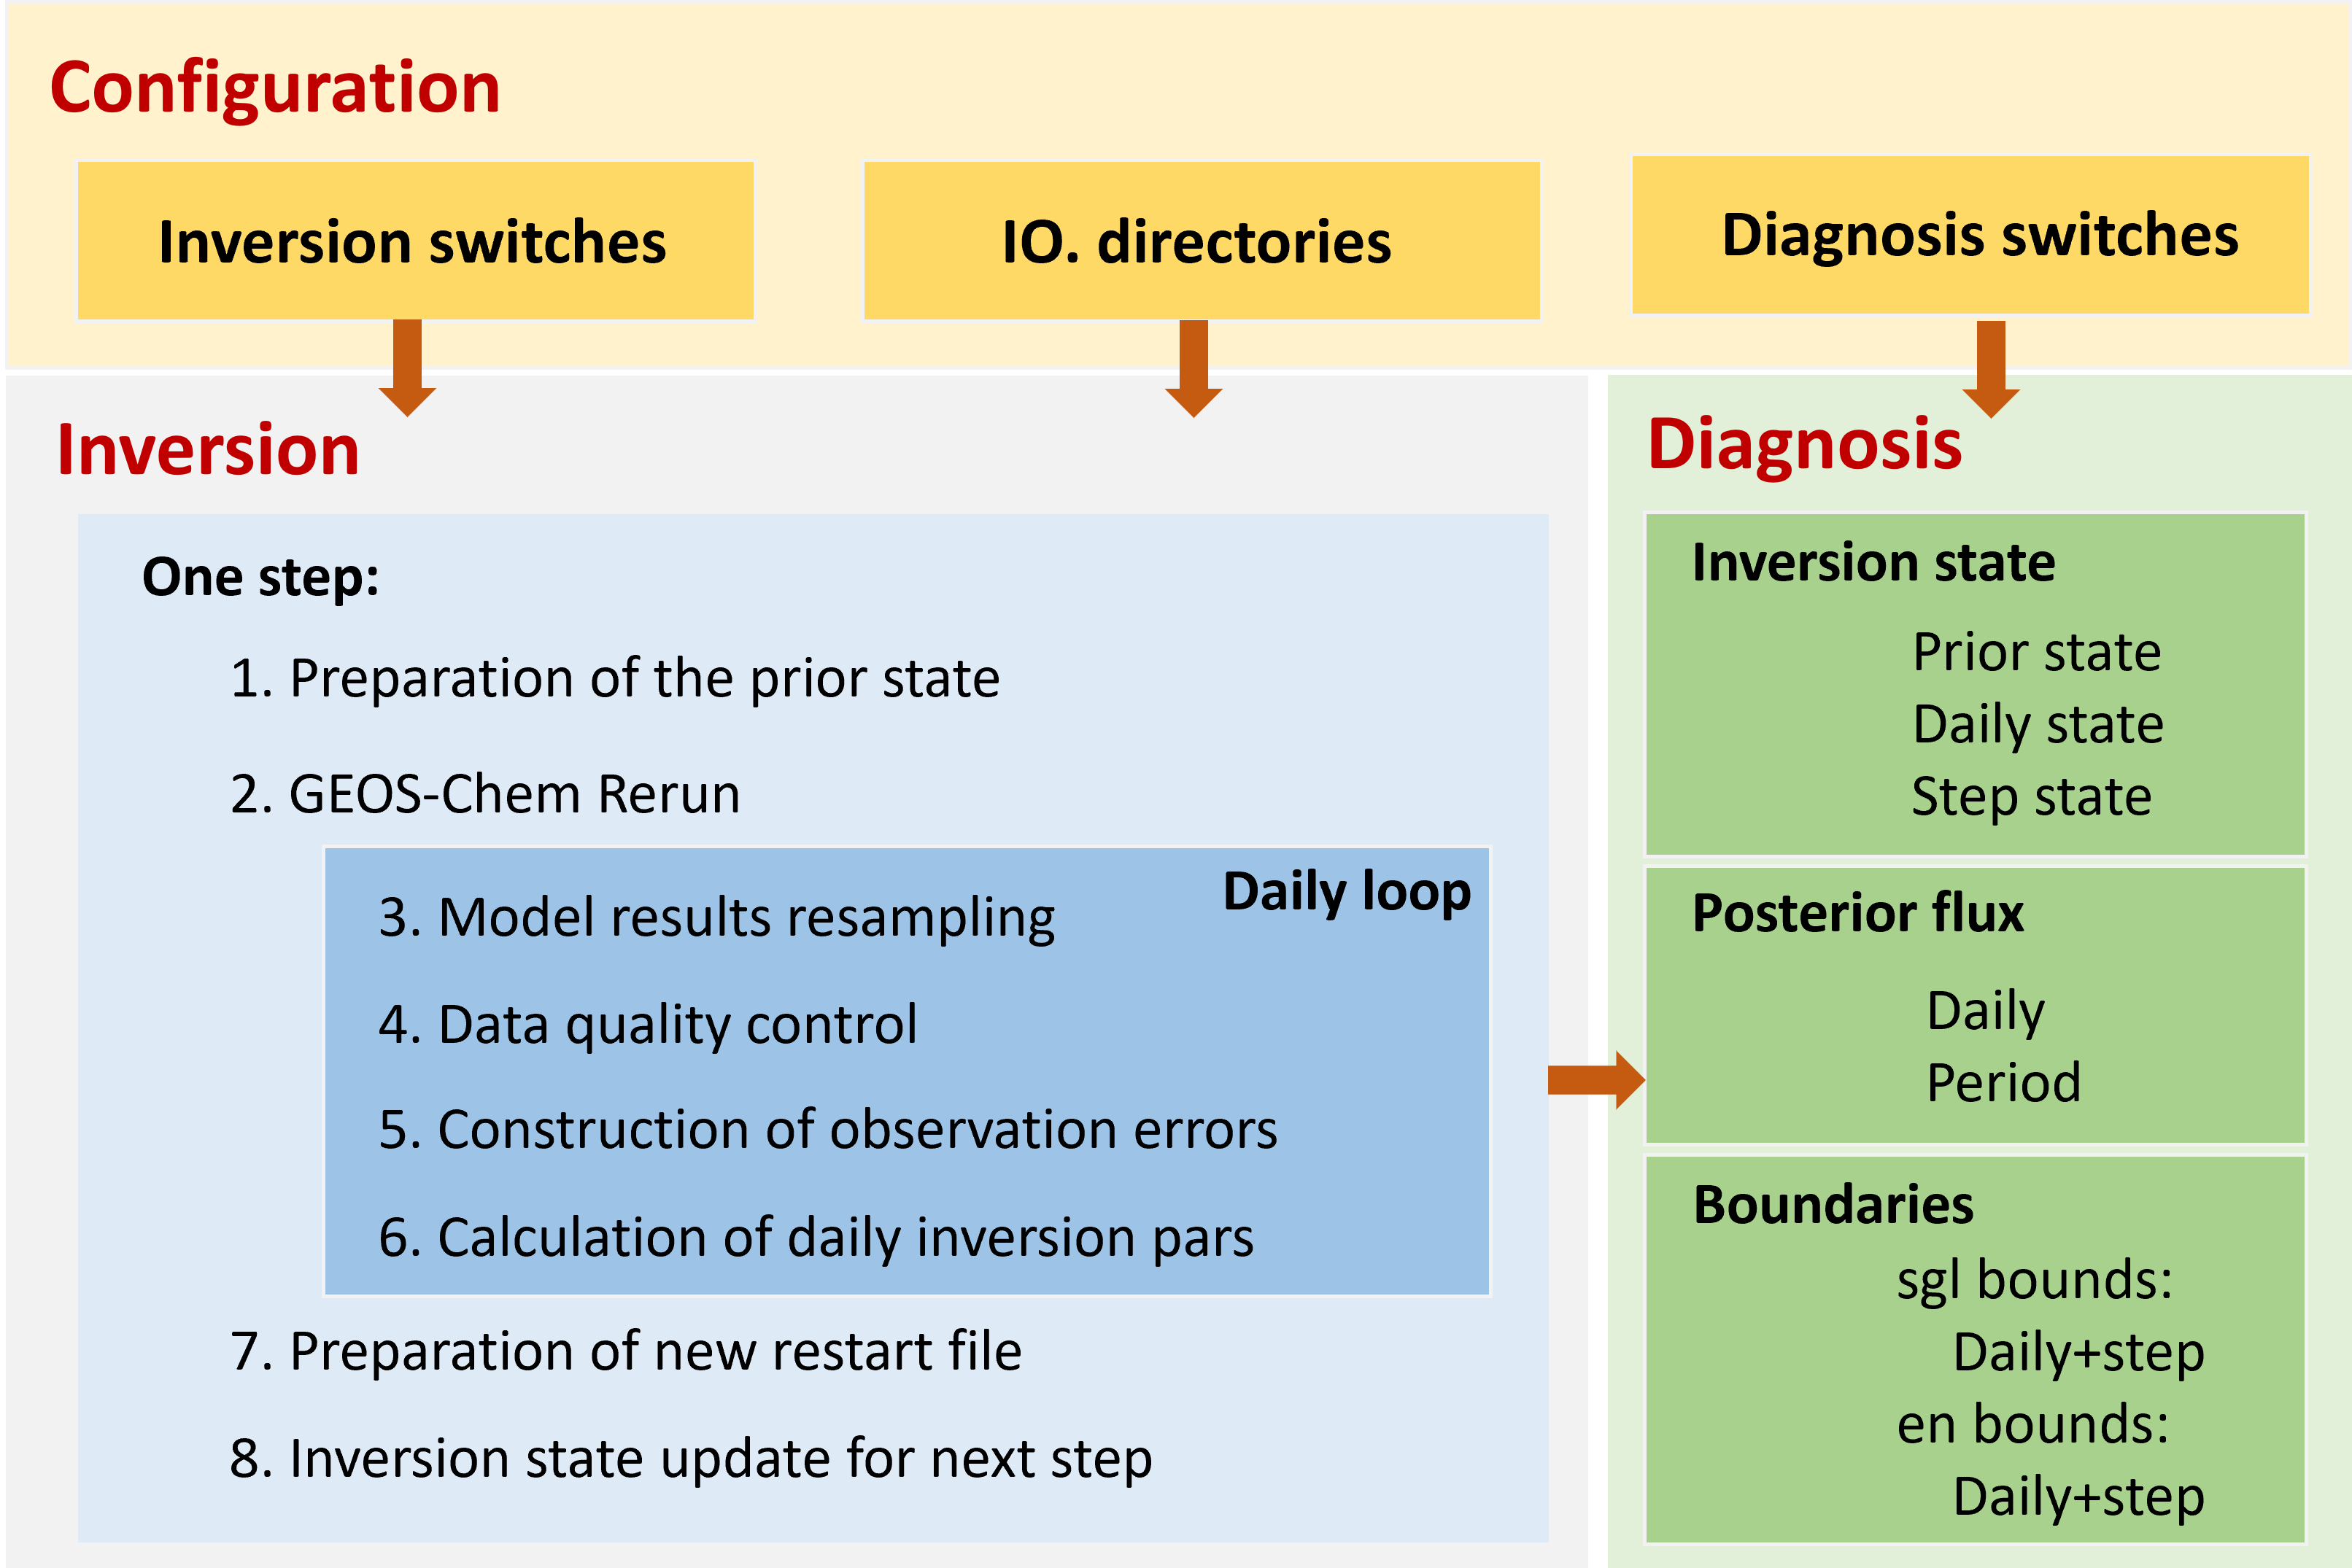 Configuration
Inversion switches
IO. directories
Diagnosis switches
Inversion
One step:
1. Preparation of the prior state
2. GEOS-Chem Rerun
Daily loop
3. Model results resampling
4. Data quality control
5. Construction of observation errors
6. Calculation of daily inversion pars
7. Preparation of new restart file
8. Inversion state update for next step
Diagnosis
Inversion state
Prior state
Daily state
Step state
Posterior flux
Daily
Period
Boundaries
sgl bounds:
Daily+step
en bounds:
Daily+step